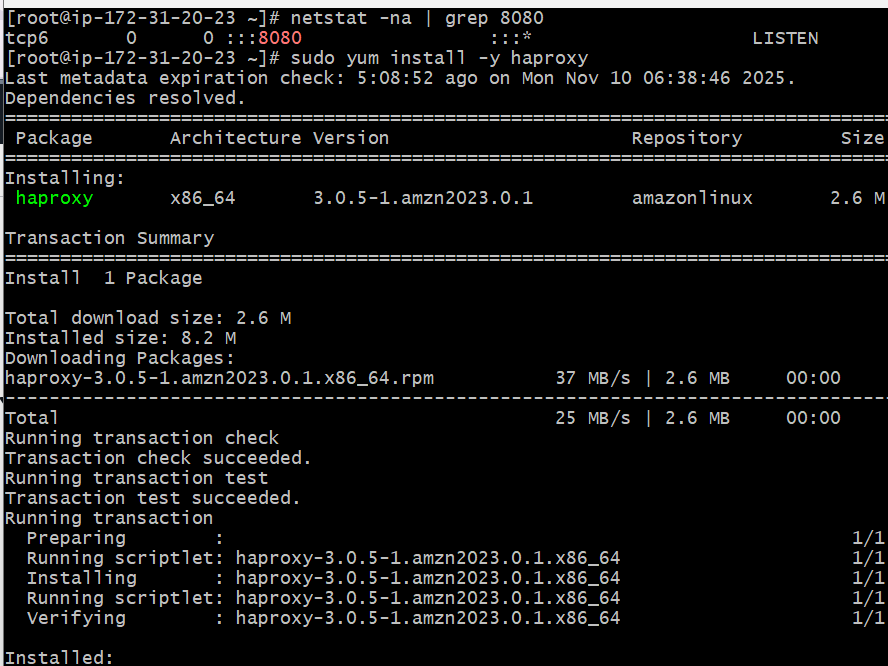 [root@ip-172-31-20-23 ~]# netstat -na | grep 8080
tcp6       0      0 :::8080                 :::*                    LISTEN
[root@ip-172-31-20-23 ~]# sudo yum install -y haproxy
Last metadata expiration check: 5:08:52 ago on Mon Nov 10 06:38:46 2025.
Dependencies resolved.
================================================================================
 Package       Architecture Version                      Repository         Size
================================================================================
Installing:
 haproxy       x86_64       3.0.5-1.amzn2023.0.1         amazonlinux       2.6 M

Transaction Summary
================================================================================
Install  1 Package

Total download size: 2.6 M
Installed size: 8.2 M
Downloading Packages:
haproxy-3.0.5-1.amzn2023.0.1.x86_64.rpm           37 MB/s | 2.6 MB     00:00
--------------------------------------------------------------------------------
Total                                             25 MB/s | 2.6 MB     00:00
Running transaction check
Transaction check succeeded.
Running transaction test
Transaction test succeeded.
Running transaction
  Preparing        :                                                         1/1
  Running scriptlet: haproxy-3.0.5-1.amzn2023.0.1.x86_64                     1/1
  Installing       : haproxy-3.0.5-1.amzn2023.0.1.x86_64                     1/1
  Running scriptlet: haproxy-3.0.5-1.amzn2023.0.1.x86_64                     1/1
  Verifying        : haproxy-3.0.5-1.amzn2023.0.1.x86_64                     1/1

Installed: